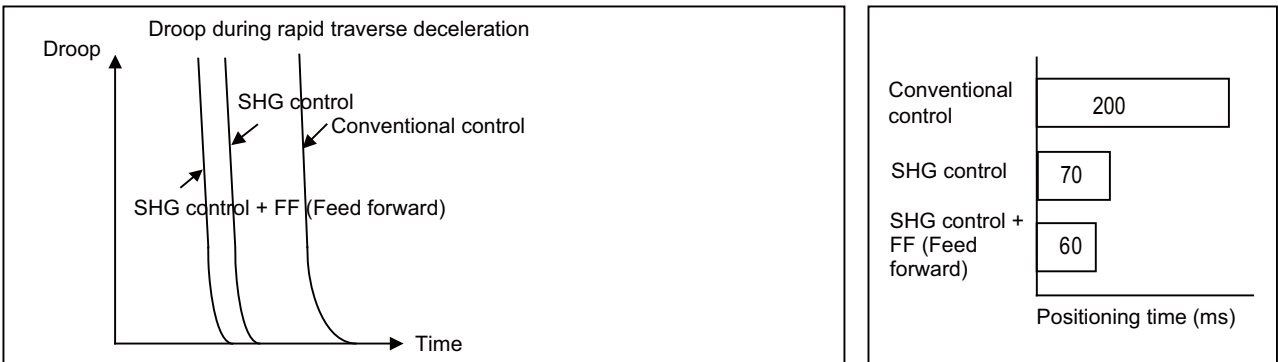 Droop during rapid traverse deceleration
Droop
SHG control
Conventional control
SHG control + FF (Feed forward)
Time
Conventional
control
200
SHG control
70
SHG control +
FF (Feed
forward)
60
Positioning time (ms)